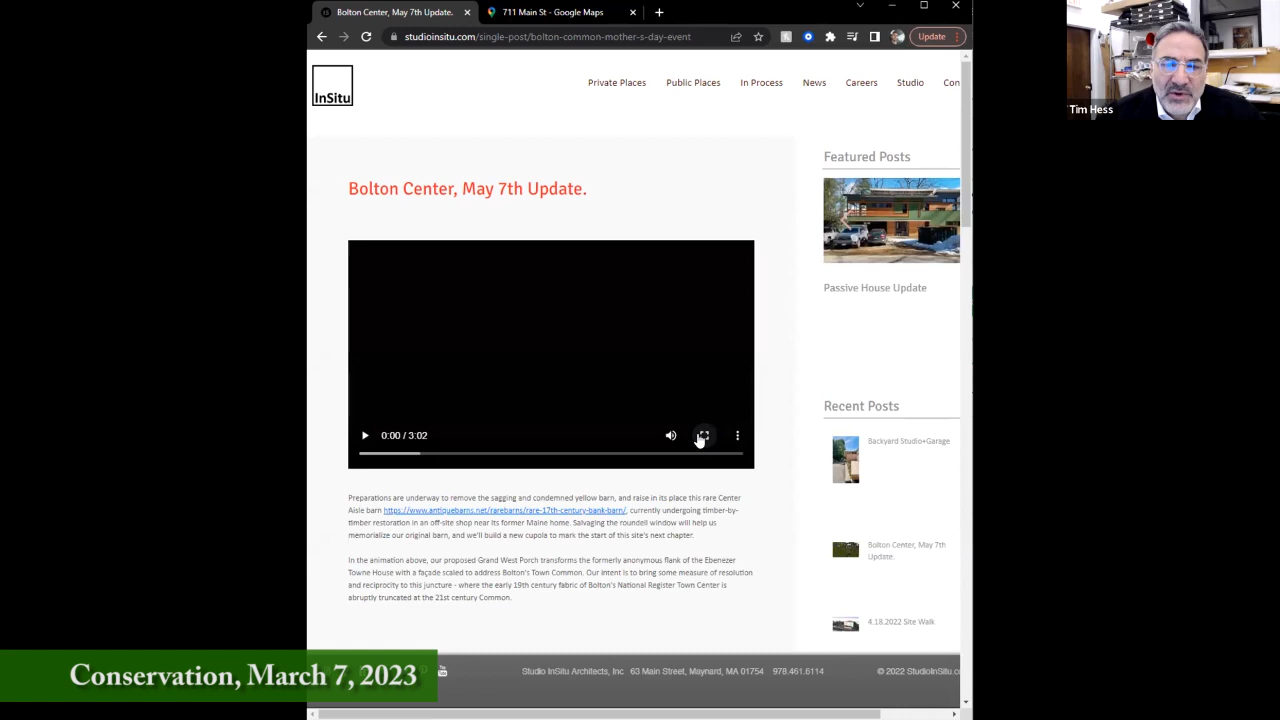 Bolton Center, May 7th Update.
711 Main St - Google Maps
studioinsitu.com/single-post/bolton-common-mother-s-day-event
Update
InSitu
Private Places Public Places In Process News Careers Studio Con
Tim Hess
Bolton Center, May 7th Update.
0:00 / 3:02
Preparations are underway to remove the sagging and condemned yellow barn, and raise in its place this rare Center
Aisle barn https://www.antiquebarns.net/rarebarns/rare-17th-century-bank-barn/, currently undergoing timber-by-
timber restoration in an off-site shop near its former Maine home. Salvaging the roundell window will help us
memorialize our original barn, and we'll build a new cupola to mark the start of this site's next chapter.
In the animation above, our proposed Grand West Porch transforms the formerly anonymous flank of the Ebenezer
Towne House with a façade scaled to address Bolton's Town Common. Our intent is to bring some measure of resolution
and reciprocity to this juncture - where the early 19th century fabric of Bolton's National Register Town Center is
abruptly truncated at the 21st century Common.
Featured Posts
Passive House Update
Recent Posts
Backyard Studio+Garage
Bolton Center, May 7th
Update.
4.18.2022 Site Walk
You
Studio InSitu Architects, Inc 63 Main Street, Maynard, MA 01754 978.461.6114 © 2022 StudioInSitu.c
Conservation, March 7, 2023